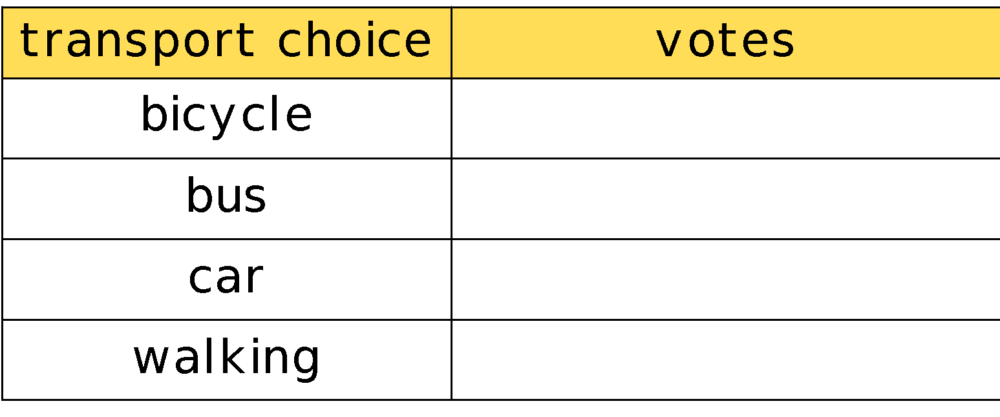 transport choice votes
bicycle
bus
car
walking